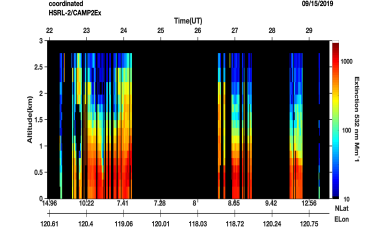 coordinated
09/15/2019
HSRL-2/CAMP2Ex
Time(UT)
22 23 24 25 26 27 28 29
3
2.5
2
1.5
1
0.5
0
Altitude(km)
1000
100
10
Extinction 532 nm Mm-1
14.96 10.22 7.41 7.28 8 8.65 9.42 12.56 NLat
120.61 120.4 119.06 120.01 118.03 118.72 120.24 120.75 ELon